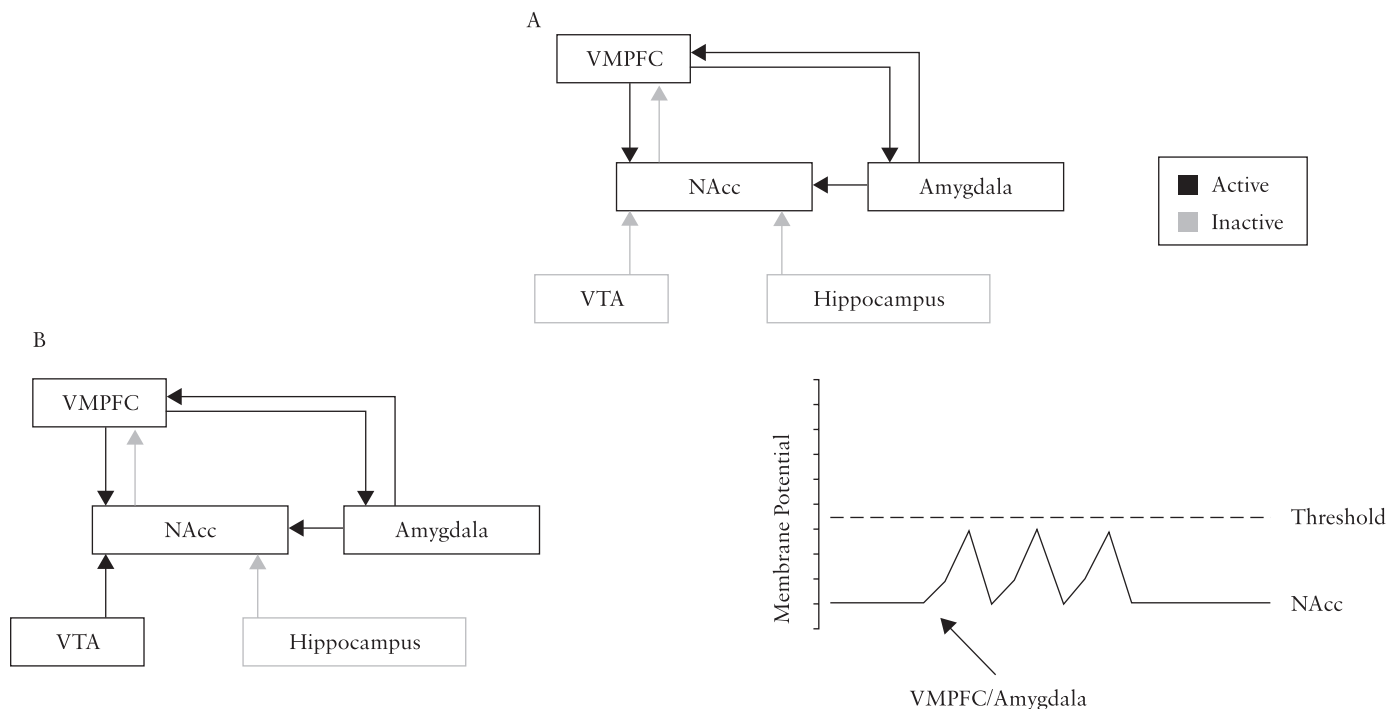 A
VMPFC
NAcc
Amygdala
VTA
Hippocampus
Active
Inactive
B
VMPFC
NAcc
Amygdala
VTA
Hippocampus
Membrane Potential
Threshold
NAcc
VMPFC/Amygdala